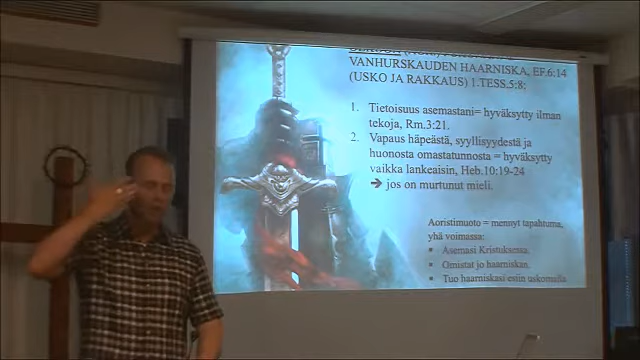 VANHURSKAUDEN HAARNISKA, EF.6:14
(USKO JA RAKKAUS) 1.TESS.5:8:
1. Tietoisuus asemastani= hyväksytty ilman
tekoja, Rm.3:21.
2. Vapaus häpeästä, syyllisyydestä ja
huonosta omastatunnosta = hyväksytty
vaikka lankeaisin, Heb.10:19-24
➔ jos on murtunut mieli.
Aoristimuoto = mennyt tapahtuma,
yhä voimassa:
▪ Asemasi Kristuksessa.
▪ Omistat jo haarniskan.
▪ Tuo haarniskasi esiin uskomalla